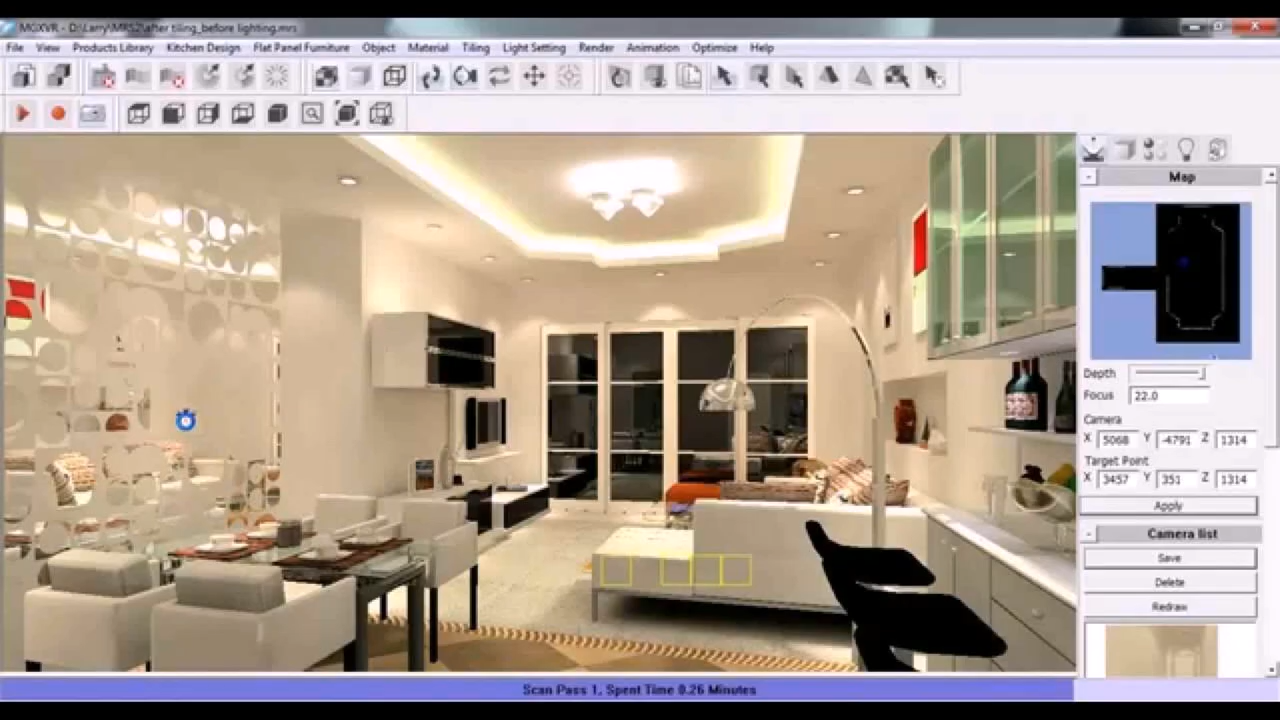 MGXVR - D:\Larry\MRS2\after tiling_before lighting.mrs
File View Products Library Kitchen Design Flat Panel Furniture Object Material Tiling Light Setting Render Animation Optimize Help
- Map
Depth
Focus 22.0
Camera
X 5068 Y -4791 Z 1314
Target Point
X 3457 Y 351 Z 1314
Apply
- Camera list
Save
Delete
Redraw
Scan Pass 1, Spent Time 0.26 Minutes